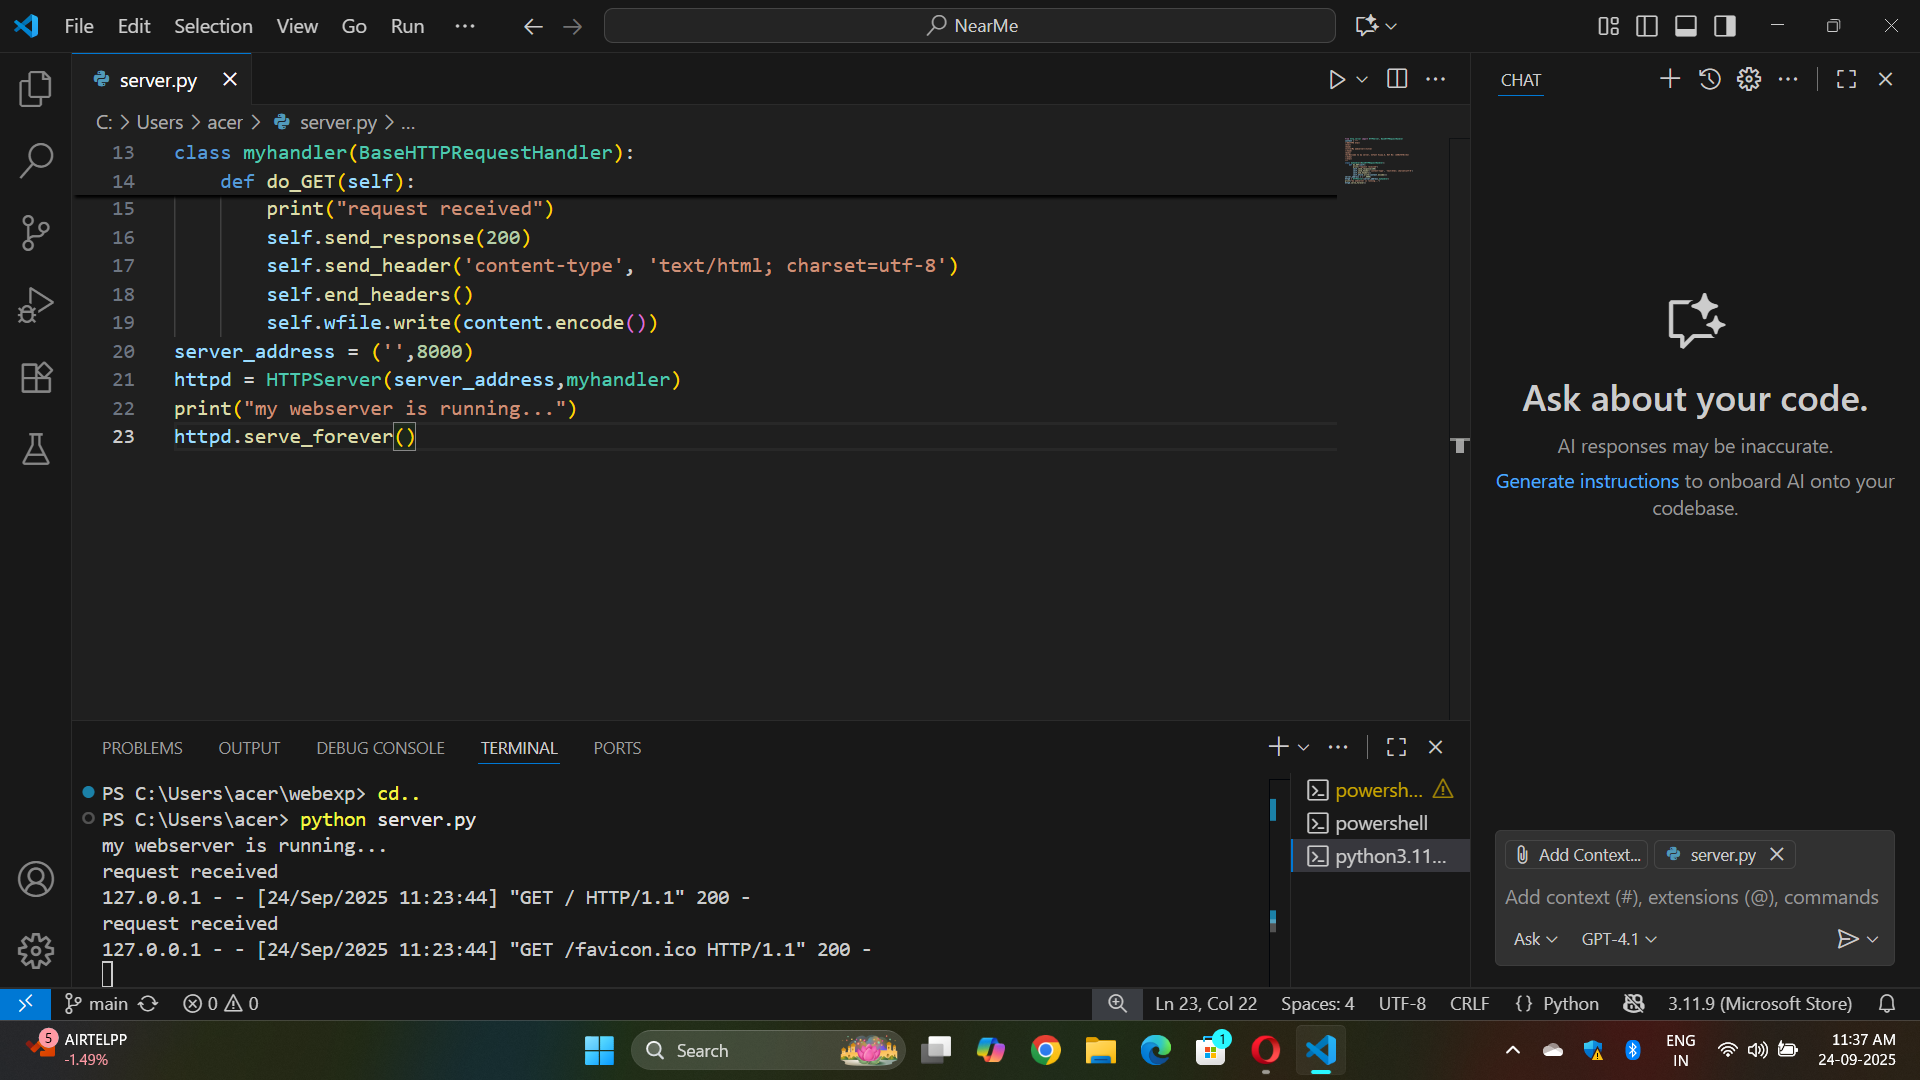 File Edit Selection View Go Run ...
NearMe
server.py
CHAT
C: > Users > acer > server.py > ...
13 class myhandler(BaseHTTPRequestHandler):
14     def do_GET(self):
15         print("request received")
16         self.send_response(200)
17         self.send_header('content-type', 'text/html; charset=utf-8')
18         self.end_headers()
19         self.wfile.write(content.encode())
20 server_address = ('',8000)
21 httpd = HTTPServer(server_address,myhandler)
22 print("my webserver is running...")
23 httpd.serve_forever()
Ask about your code.
AI responses may be inaccurate.
Generate instructions to onboard AI onto your
codebase.
PROBLEMS OUTPUT DEBUG CONSOLE TERMINAL PORTS
PS C:\Users\acer\webexp> cd..
PS C:\Users\acer> python server.py
my webserver is running...
request received
127.0.0.1 - - [24/Sep/2025 11:23:44] "GET / HTTP/1.1" 200 -
request received
127.0.0.1 - - [24/Sep/2025 11:23:44] "GET /favicon.ico HTTP/1.1" 200 -
powersh...
powershell
python3.11...
Add Context... server.py
Add context (#), extensions (@), commands
Ask GPT-4.1
main 0 0
Ln 23, Col 22 Spaces: 4 UTF-8 CRLF {} Python 3.11.9 (Microsoft Store)
5
AIRTELPP
-1.49%
Search
1
ENG
IN
11:37 AM
24-09-2025